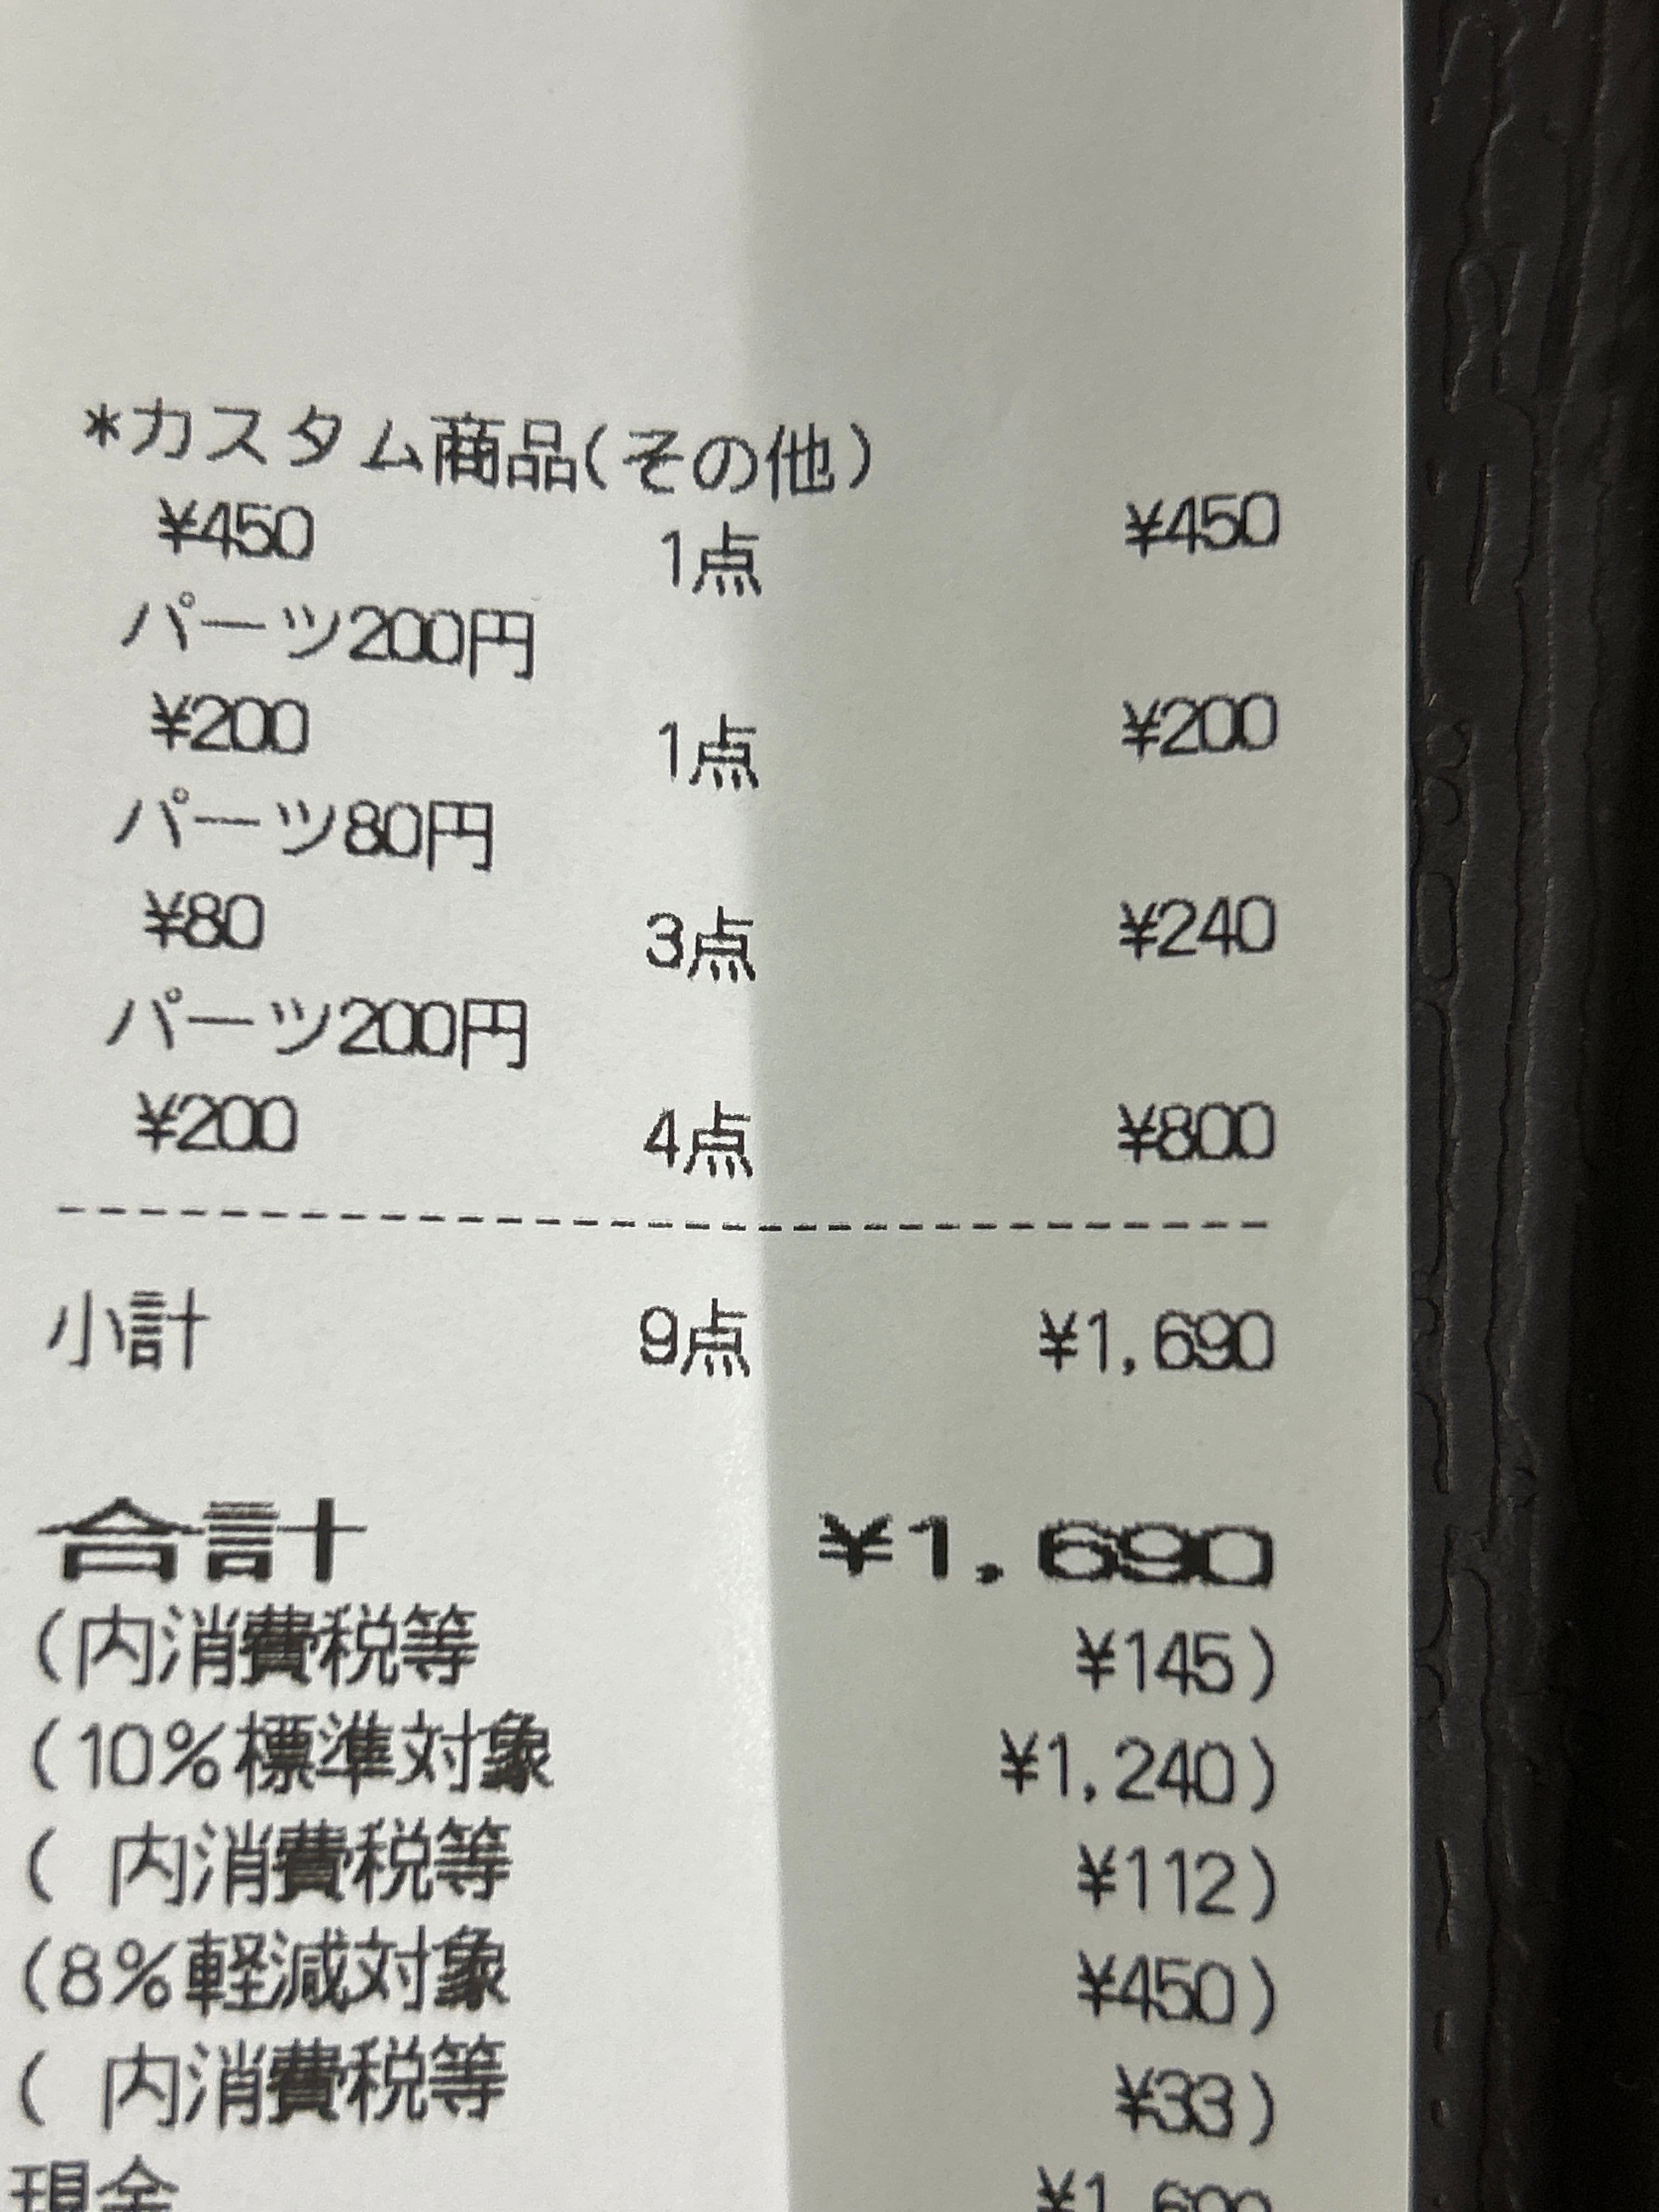 *カスタム商品(その他)
¥450 1点 ¥450
パーツ200円
¥200 1点 ¥200
パーツ80円
¥80 3点 ¥240
パーツ200円
¥200 4点 ¥800
小計 9点 ¥1,690
合計 ¥1,690
(内消費税等 ¥145)
(10%標準対象 ¥1,240)
( 内消費税等 ¥112)
(8%軽減対象 ¥450)
( 内消費税等 ¥33)
現金 ¥1,690